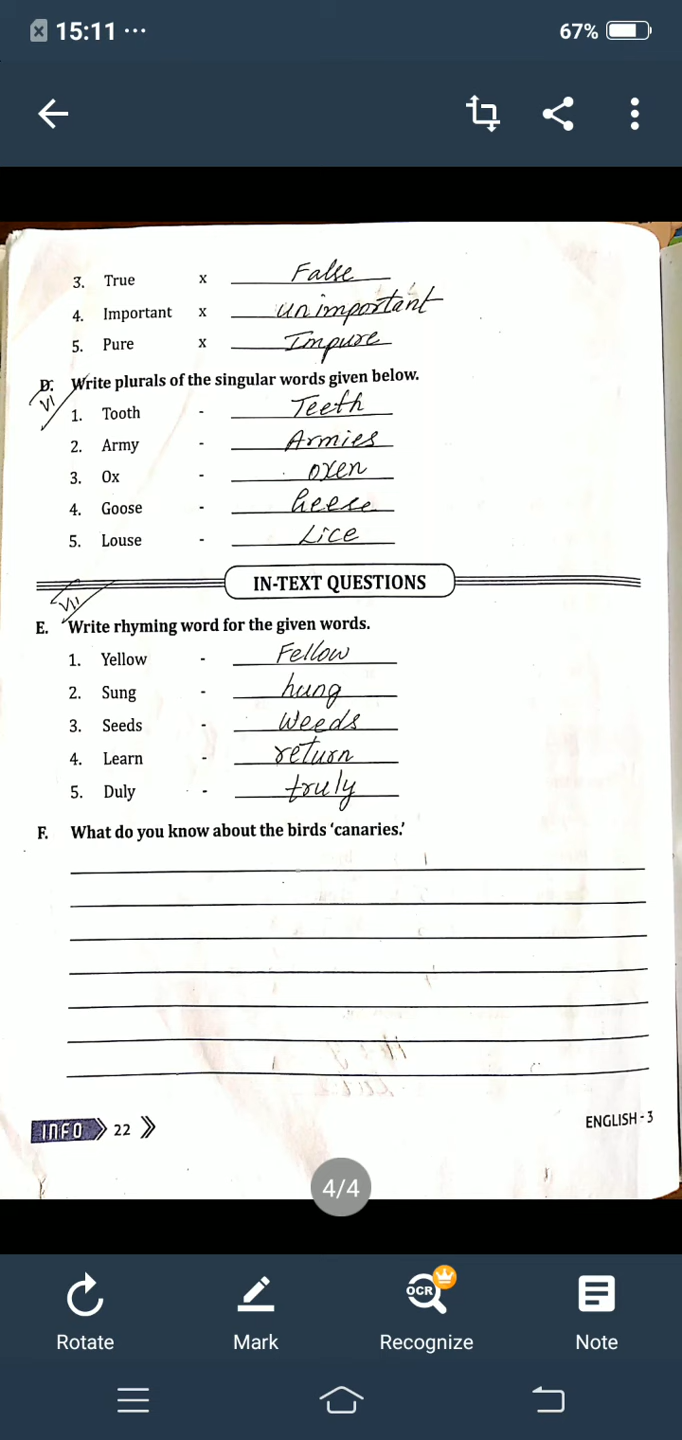 15:11 ...
67%
3. True x False
4. Important x unimportant
5. Pure x Impure
D. Write plurals of the singular words given below.
VI
1. Tooth - Teeth
2. Army - Armies
3. Ox - oxen
4. Goose - Geese
5. Louse - Lice
IN-TEXT QUESTIONS
VII
E. Write rhyming word for the given words.
1. Yellow - Fellow
2. Sung - hung
3. Seeds - Weeds
4. Learn - return
5. Duly - truly
F. What do you know about the birds ‘canaries.’
INFO 22
ENGLISH - 3
4/4
OCR
Rotate Mark Recognize Note